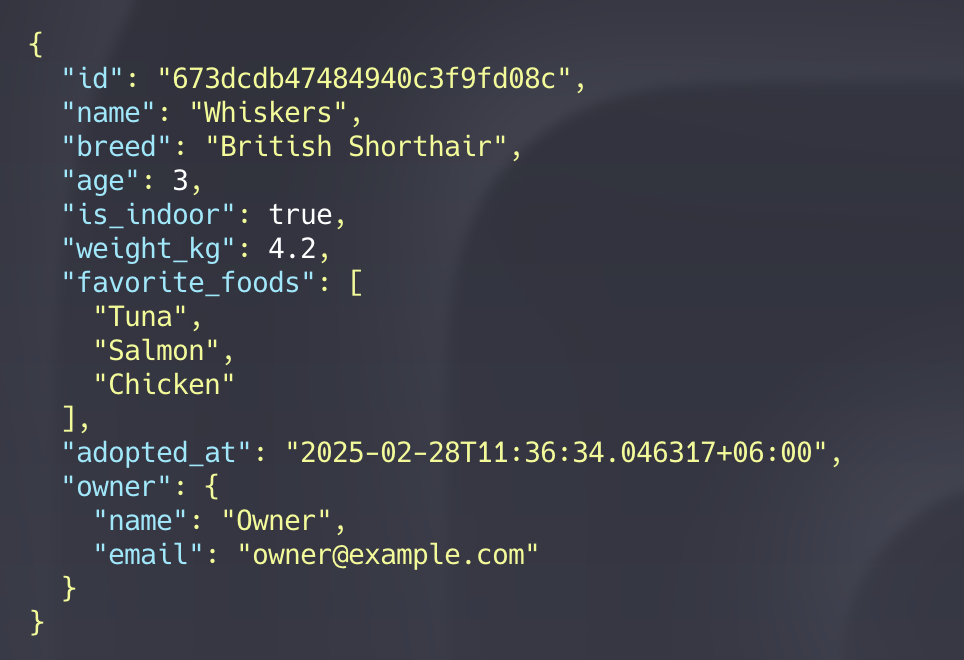 {
  "id": "673dcdb47484940c3f9fd08c",
  "name": "Whiskers",
  "breed": "British Shorthair",
  "age": 3,
  "is_indoor": true,
  "weight_kg": 4.2,
  "favorite_foods": [
    "Tuna",
    "Salmon",
    "Chicken"
  ],
  "adopted_at": "2025-02-28T11:36:34.046317+06:00",
  "owner": {
    "name": "Owner",
    "email": "owner@example.com"
  }
}